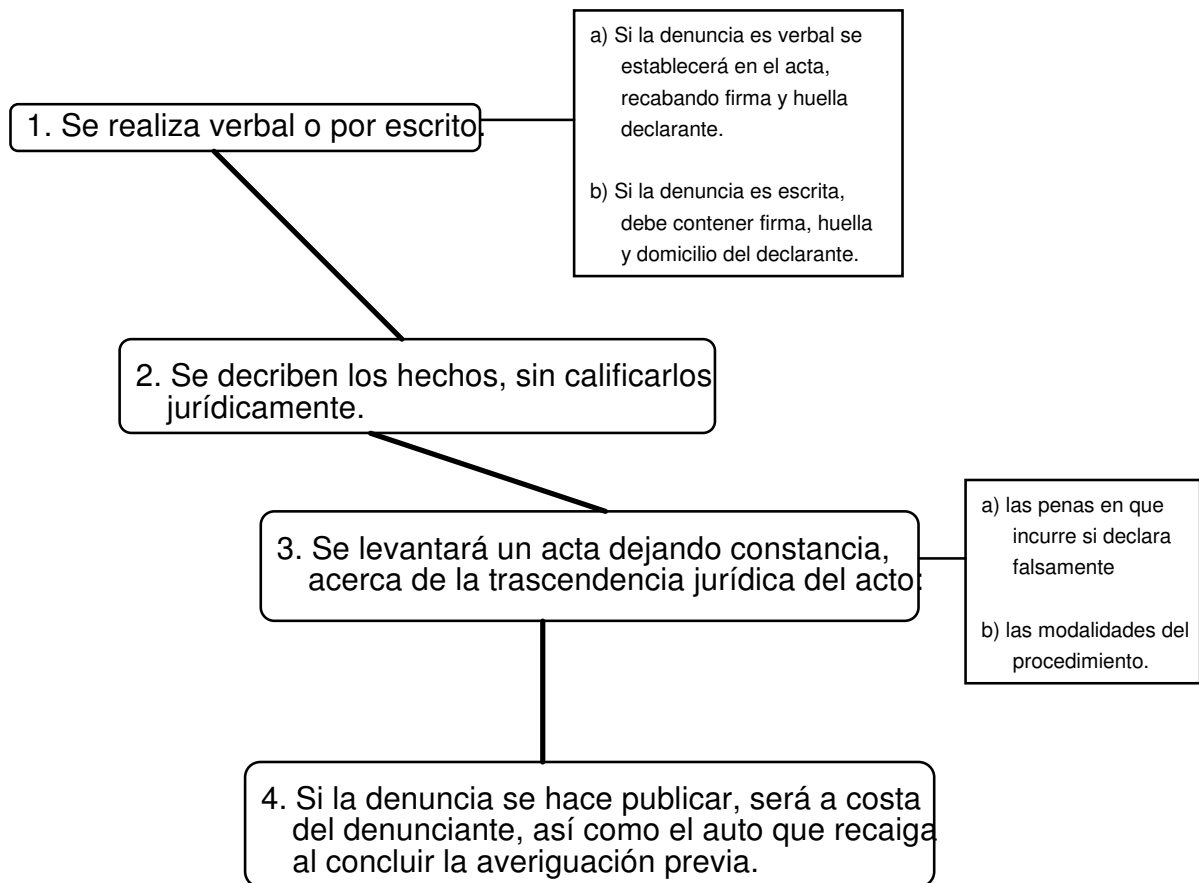 1. Se realiza verbal o por escrito.
a) Si la denuncia es verbal se
establecerá en el acta,
recabando firma y huella
declarante.
b) Si la denuncia es escrita,
debe contener firma, huella
y domicilio del declarante.
2. Se decriben los hechos, sin calificarlos
jurídicamente.
3. Se levantará un acta dejando constancia,
acerca de la trascendencia jurídica del acto:
a) las penas en que
incurre si declara
falsamente
b) las modalidades del
procedimiento.
4. Si la denuncia se hace publicar, será a costa
del denunciante, así como el auto que recaiga
al concluir la averiguación previa.